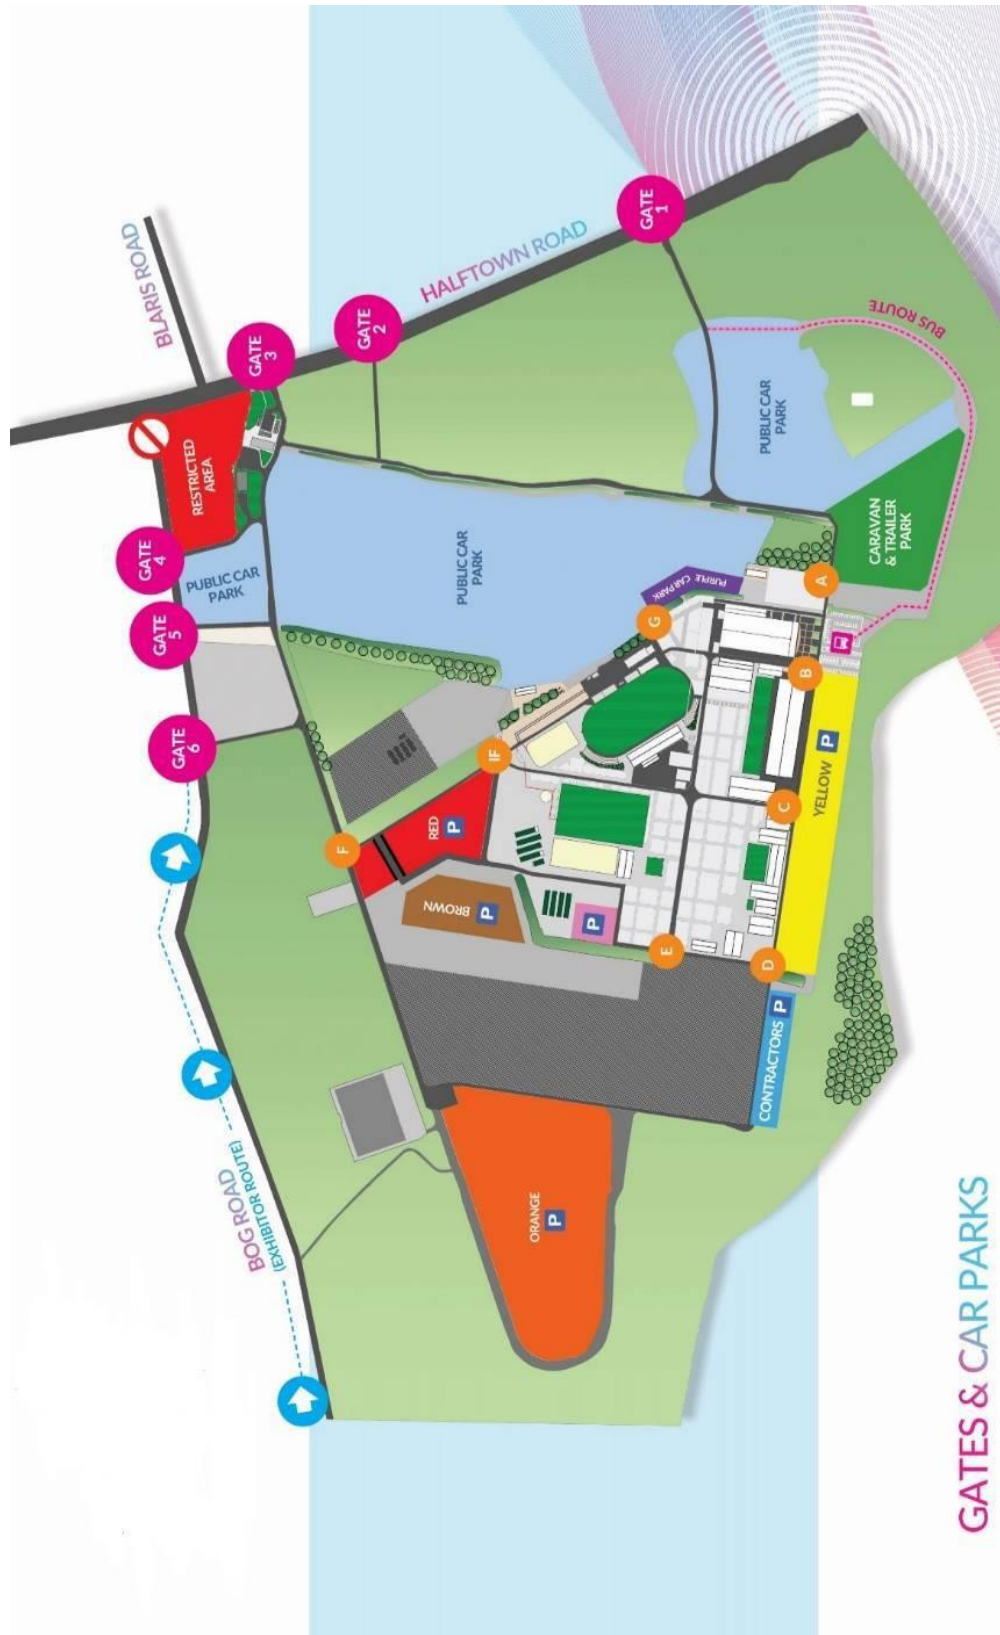 GATES & CAR PARKS
BOG ROAD
(EXHIBITOR ROUTE)
BLARIS ROAD
HALFTOWN ROAD
GATE
1
GATE
2
GATE
3
GATE
4
GATE
5
GATE
6
RESTRICTED
AREA
PUBLIC CAR
PARK
PUBLIC CAR
PARK
PUBLIC CAR
PARK
BUS ROUTE
CARAVAN
& TRAILER
PARK
PURPLE
CAR PARK
A
B
C
D
E
F
IF
G
RED
P
BROWN
P
P
YELLOW P
CONTRACTORS P
ORANGE
P